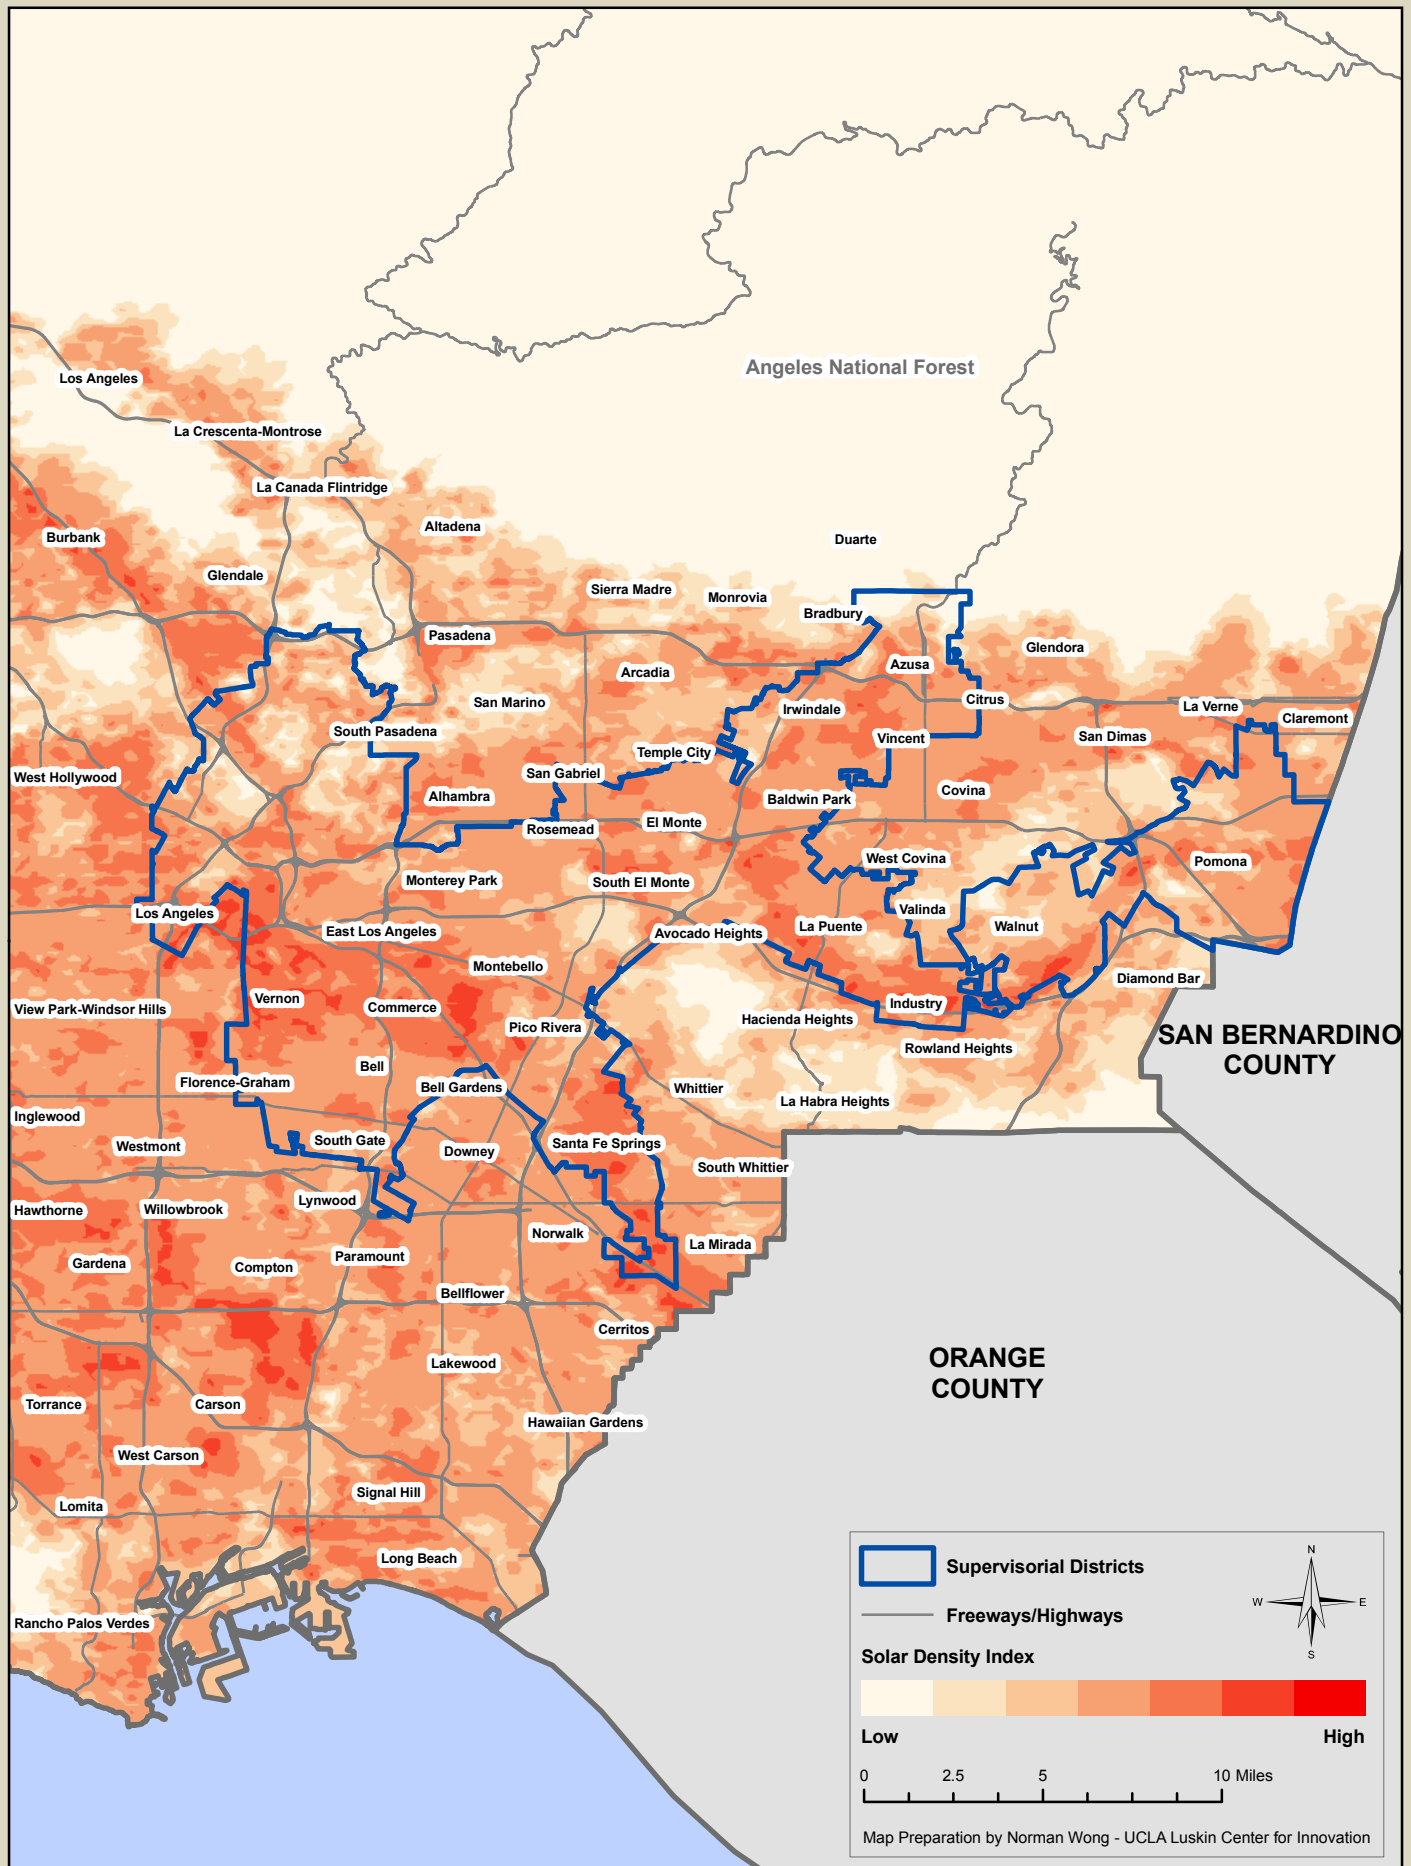 Angeles National Forest
Los Angeles
La Crescenta-Montrose
La Canada Flintridge
Altadena
Burbank
Duarte
Glendale
Sierra Madre
Monrovia
Bradbury
Pasadena
Glendora
Azusa
Arcadia
San Marino
Citrus
La Verne
Irwindale
Claremont
South Pasadena
Vincent
San Dimas
Temple City
West Hollywood
San Gabriel
Alhambra
Baldwin Park
Covina
El Monte
Rosemead
West Covina
Pomona
Monterey Park
South El Monte
Valinda
Los Angeles
La Puente
Walnut
East Los Angeles
Avocado Heights
Montebello
Diamond Bar
Vernon
View Park-Windsor Hills
Commerce
Industry
Pico Rivera
Hacienda Heights
SAN BERNARDINO
COUNTY
Rowland Heights
Bell
Florence-Graham
Bell Gardens
Whittier
La Habra Heights
Inglewood
Westmont
South Gate
Downey
Santa Fe Springs
South Whittier
Hawthorne
Willowbrook
Lynwood
Norwalk
La Mirada
Gardena
Compton
Paramount
Bellflower
Cerritos
Lakewood
ORANGE
COUNTY
Torrance
Carson
Hawaiian Gardens
West Carson
Signal Hill
Lomita
Long Beach
Rancho Palos Verdes
N
W
E
S
Supervisorial Districts
Freeways/Highways
Solar Density Index
Low High
0 2.5 5 10 Miles
Map Preparation by Norman Wong - UCLA Luskin Center for Innovation